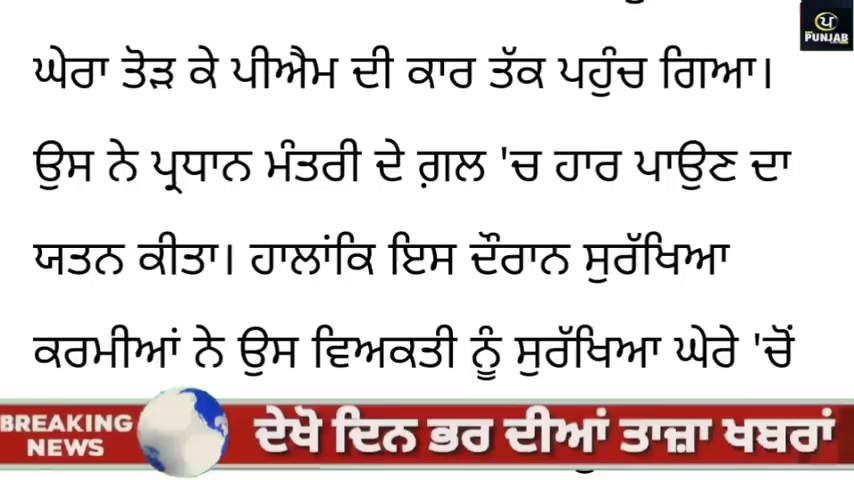 ਪ
PUNJAB
ਘੇਰਾ ਤੋੜ ਕੇ ਪੀਐਮ ਦੀ ਕਾਰ ਤੱਕ ਪਹੁੰਚ ਗਿਆ।
ਉਸ ਨੇ ਪ੍ਰਧਾਨ ਮੰਤਰੀ ਦੇ ਗ਼ਲ 'ਚ ਹਾਰ ਪਾਉਣ ਦਾ
ਯਤਨ ਕੀਤਾ। ਹਾਲਾਂਕਿ ਇਸ ਦੌਰਾਨ ਸੁਰੱਖਿਆ
ਕਰਮੀਆਂ ਨੇ ਉਸ ਵਿਅਕਤੀ ਨੂੰ ਸੁਰੱਖਿਆ ਘੇਰੇ 'ਚੋਂ
BREAKING
NEWS
ਦੇਖੋ ਦਿਨ ਭਰ ਦੀਆਂ ਤਾਜ਼ਾ ਖਬਰਾਂ